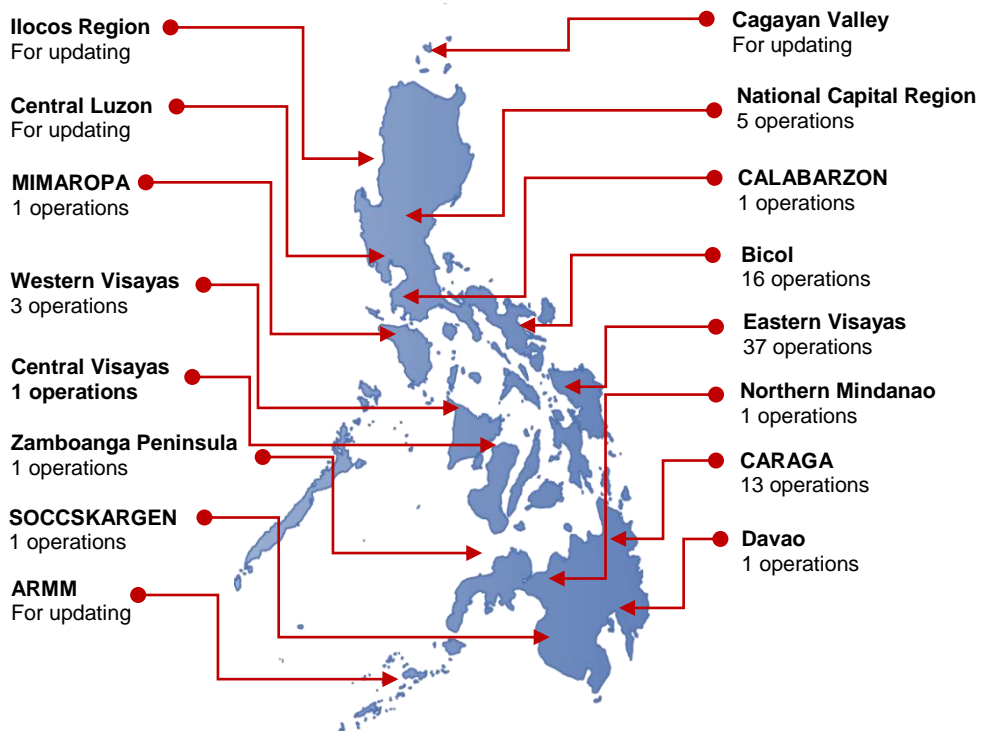 Ilocos Region
For updating
Central Luzon
For updating
MIMAROPA
1 operations
Western Visayas
3 operations
Central Visayas
1 operations
Zamboanga Peninsula
1 operations
SOCCSKARGEN
1 operations
ARMM
For updating
Cagayan Valley
For updating
National Capital Region
5 operations
CALABARZON
1 operations
Bicol
16 operations
Eastern Visayas
37 operations
Northern Mindanao
1 operations
CARAGA
13 operations
Davao
1 operations